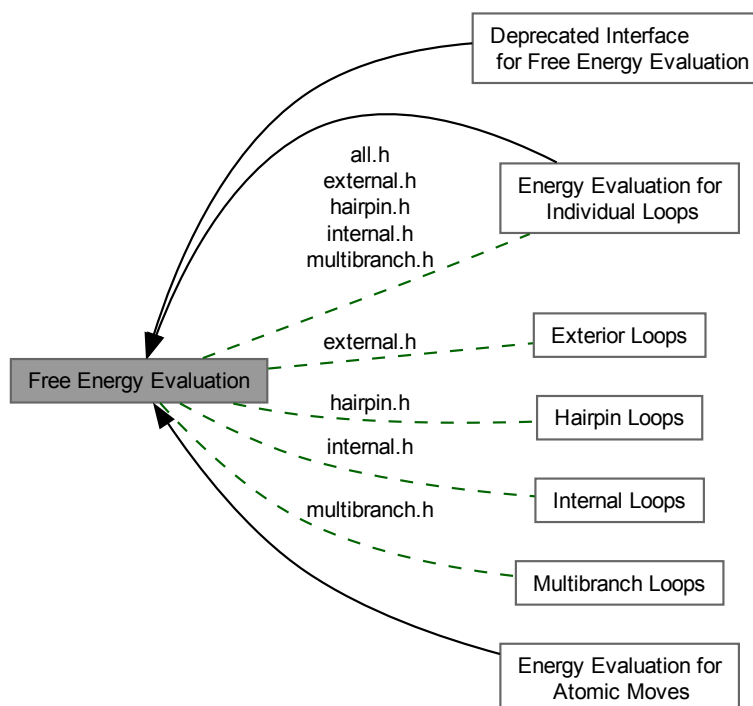 Deprecated Interface
for Free Energy Evaluation
all.h
external.h
hairpin.h
internal.h
multibranch.h
Energy Evaluation for
Individual Loops
external.h
Exterior Loops
Free Energy Evaluation
hairpin.h
Hairpin Loops
internal.h
Internal Loops
multibranch.h
Multibranch Loops
Energy Evaluation for
Atomic Moves